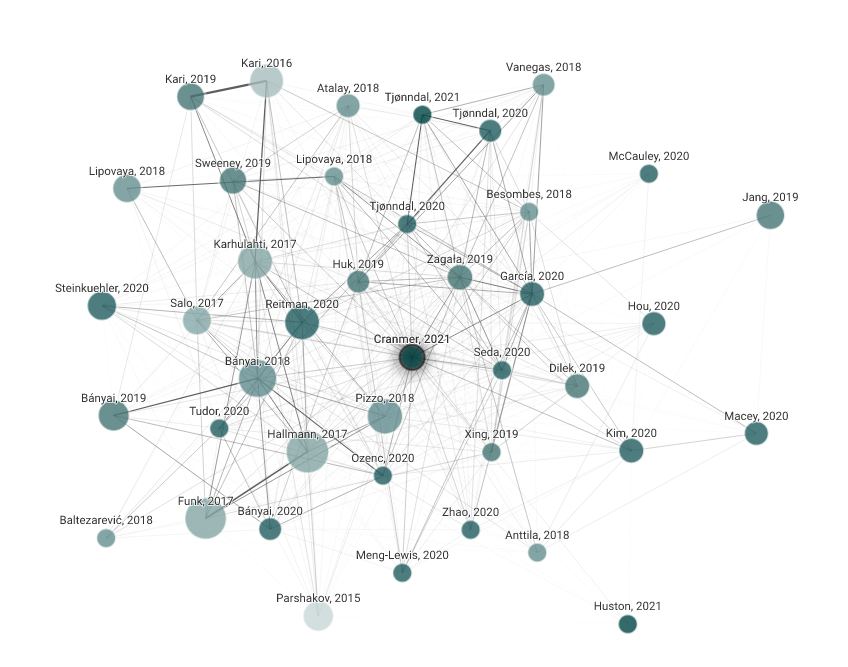 Kari, 2016
Kari, 2019
Vanegas, 2018
Atalay, 2018
Tjønndal, 2021
Tjønndal, 2020
McCauley, 2020
Lipovaya, 2018
Sweeney, 2019
Lipovaya, 2018
Besombes, 2018
Jang, 2019
Tjønndal, 2020
Karhulahti, 2017
Huk, 2019
Zagała, 2019
García, 2020
Steinkuehler, 2020
Salo, 2017
Reitman, 2020
Hou, 2020
Cranmer, 2021
Seda, 2020
Bányai, 2018
Dilek, 2019
Bányai, 2019
Pizzo, 2018
Tudor, 2020
Macey, 2020
Hallmann, 2017
Xing, 2019
Kim, 2020
Ozenc, 2020
Funk, 2017
Bányai, 2020
Zhao, 2020
Baltezarević, 2018
Anttila, 2018
Meng-Lewis, 2020
Parshakov, 2015
Huston, 2021